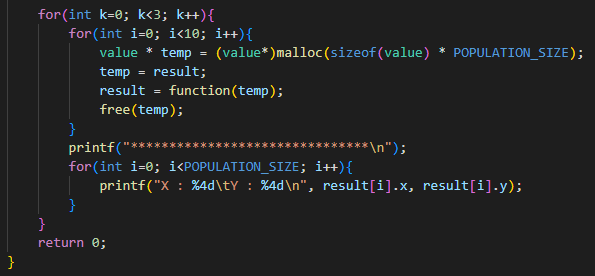 for(int k=0; k<3; k++){
for(int i=0; i<10; i++){
value * temp = (value*)malloc(sizeof(value) * POPULATION_SIZE);
temp = result;
result = function(temp);
free(temp);
}
printf("*******************************\n");
for(int i=0; i<POPULATION_SIZE; i++){
printf("X : %4d\tY : %4d\n", result[i].x, result[i].y);
}
}
return 0;
}